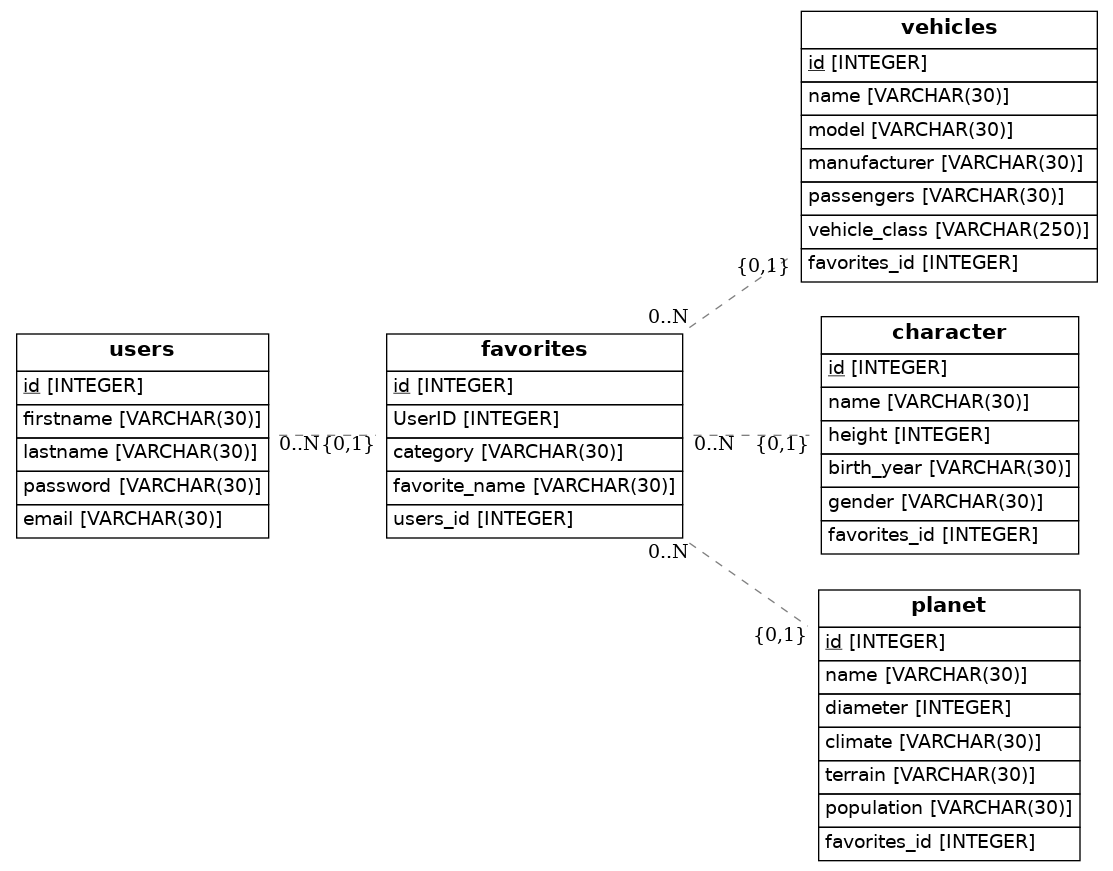 vehicles
id [INTEGER]
name [VARCHAR(30)]
model [VARCHAR(30)]
manufacturer [VARCHAR(30)]
passengers [VARCHAR(30)]
vehicle_class [VARCHAR(250)]
favorites_id [INTEGER]
{0,1}
0..N
users
id [INTEGER]
firstname [VARCHAR(30)]
lastname [VARCHAR(30)]
password [VARCHAR(30)]
email [VARCHAR(30)]
0..N {0,1}
favorites
id [INTEGER]
UserID [INTEGER]
category [VARCHAR(30)]
favorite_name [VARCHAR(30)]
users_id [INTEGER]
0..N {0,1}
character
id [INTEGER]
name [VARCHAR(30)]
height [INTEGER]
birth_year [VARCHAR(30)]
gender [VARCHAR(30)]
favorites_id [INTEGER]
0..N
{0,1}
planet
id [INTEGER]
name [VARCHAR(30)]
diameter [INTEGER]
climate [VARCHAR(30)]
terrain [VARCHAR(30)]
population [VARCHAR(30)]
favorites_id [INTEGER]